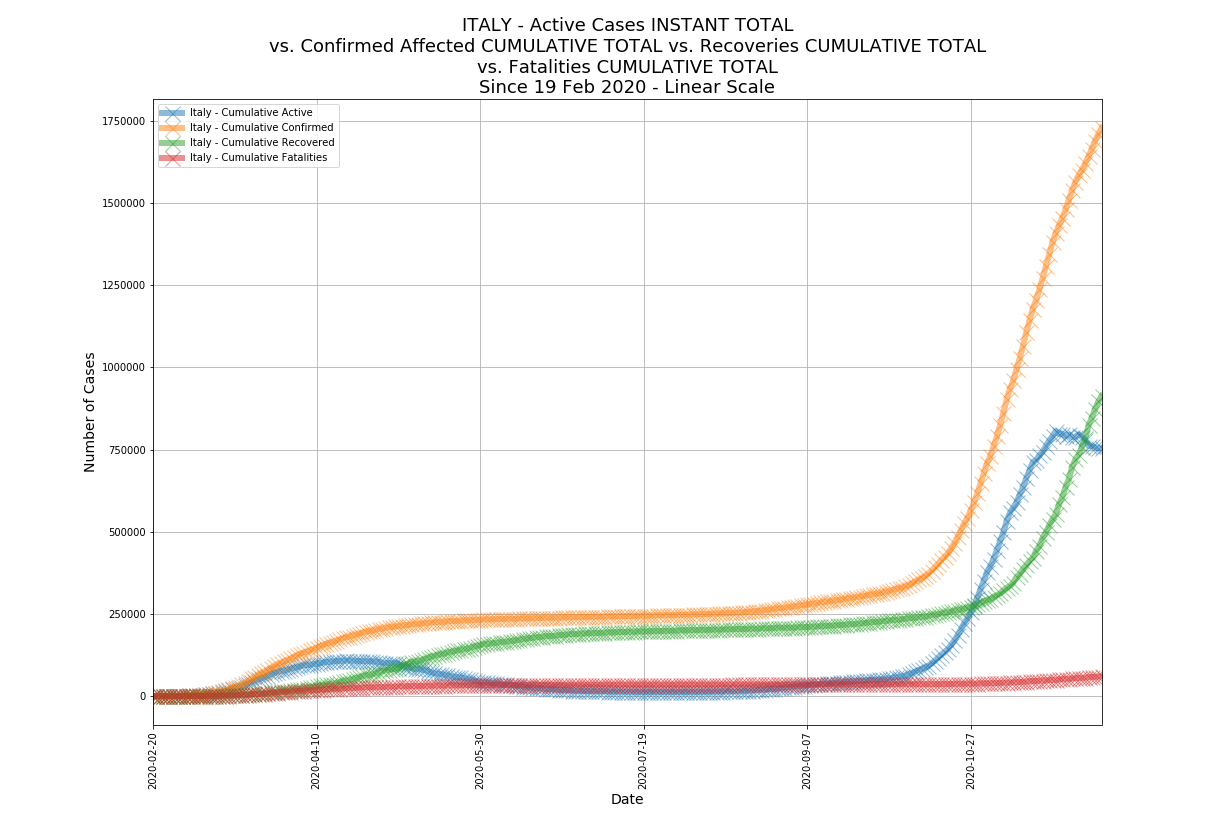 ITALY - Active Cases INSTANT TOTAL
vs. Confirmed Affected CUMULATIVE TOTAL vs. Recoveries CUMULATIVE TOTAL
vs. Fatalities CUMULATIVE TOTAL
Since 19 Feb 2020 - Linear Scale
Italy - Cumulative Active
Italy - Cumulative Confirmed
Italy - Cumulative Recovered
Italy - Cumulative Fatalities
Number of Cases
1750000
1500000
1250000
1000000
750000
500000
250000
0
2020-02-20
2020-04-10
2020-05-30
2020-07-19
2020-09-07
2020-10-27
Date